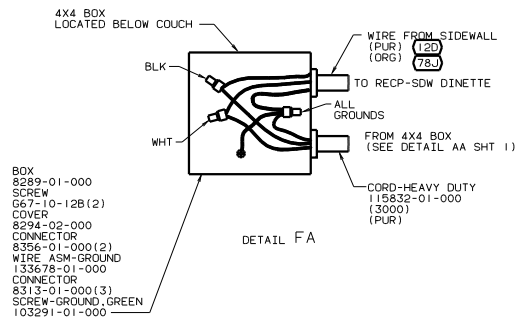 4X4 BOX
LOCATED BELOW COUCH
BLK
WHT
WIRE FROM SIDEWALL
(PUR) 12D
(ORG) 78J
TO RECP-SDW DINETTE
ALL
GROUNDS
FROM 4X4 BOX
(SEE DETAIL AA SHT 1)
CORD-HEAVY DUTY
115832-01-000
(3000)
(PUR)
DETAIL FA
BOX
8289-01-000
SCREW
G67-10-12B(2)
COVER
8294-02-000
CONNECTOR
8356-01-000(2)
WIRE ASM-GROUND
133678-01-000
CONNECTOR
8313-01-000(3)
SCREW-GROUND,GREEN
103291-01-000